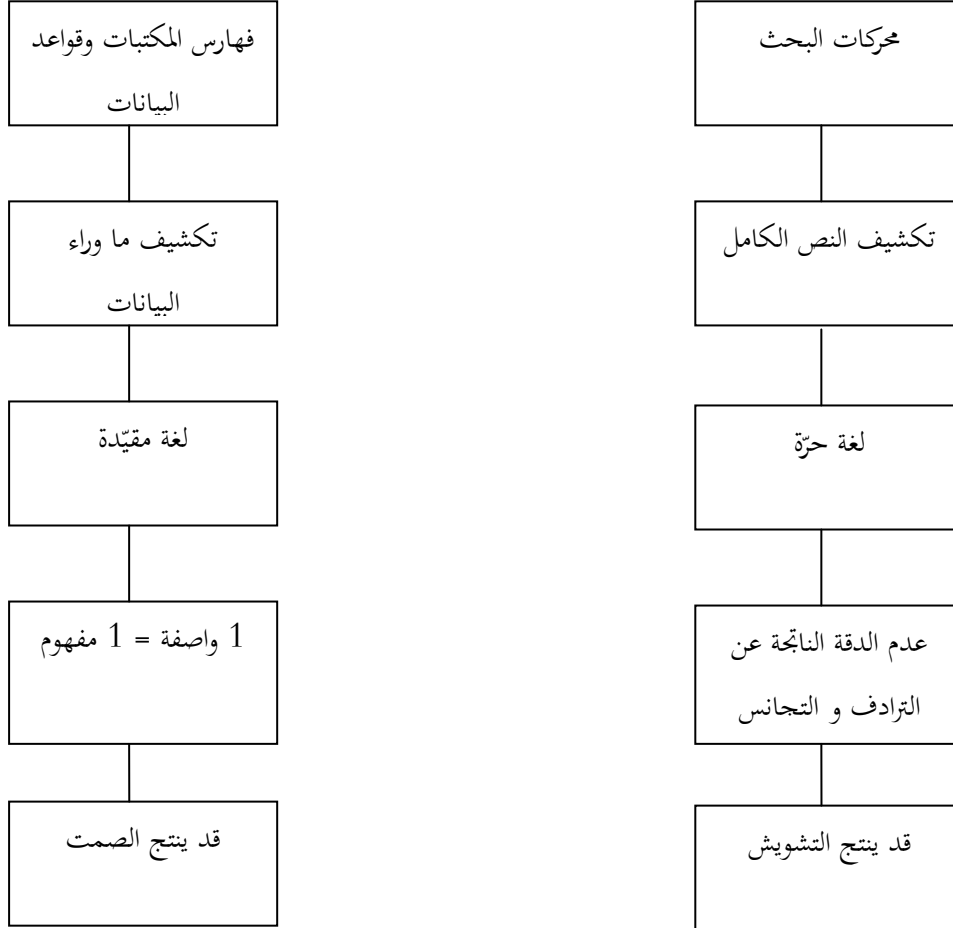 محركات البحث
تكشيف النص الكامل
لغة حرّة
عدم الدقة الناتجة عن
الترادف و التجانس
قد ينتج التشويش
فهارس المكتبات وقواعد
البيانات
تكشيف ما وراء
البيانات
لغة مقيّدة
1 واصفة = 1 مفهوم
قد ينتج الصمت